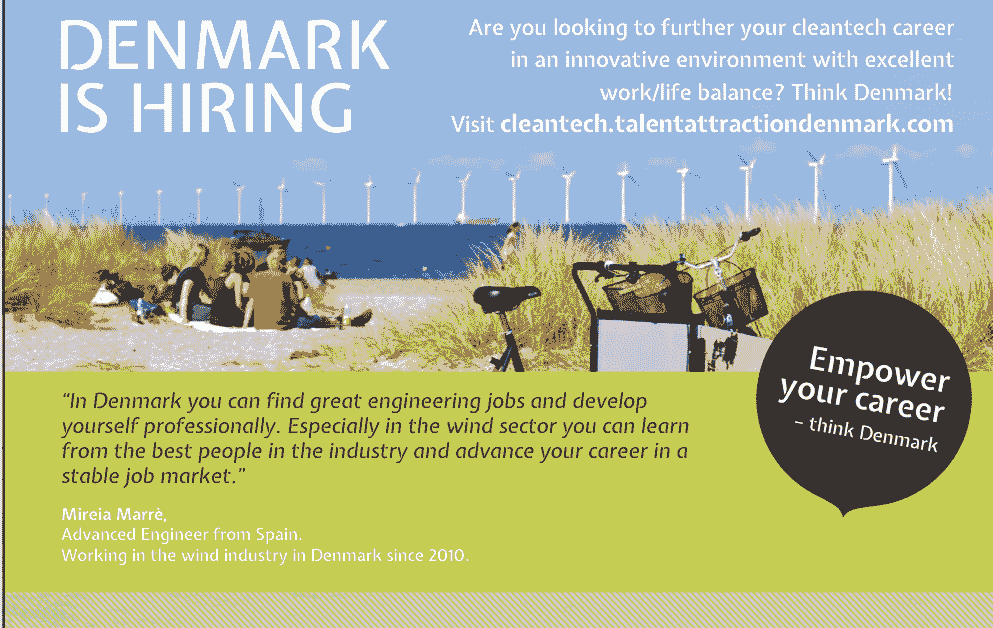 DENMARK
IS HIRING
Are you looking to further your cleantech career
in an innovative environment with excellent
work/life balance? Think Denmark!
Visit cleantech.talentattractiondenmark.com
Empower
your career
– think Denmark
“In Denmark you can find great engineering jobs and develop
yourself professionally. Especially in the wind sector you can learn
from the best people in the industry and advance your career in a
stable job market.”
Mireia Marrè,
Advanced Engineer from Spain.
Working in the wind industry in Denmark since 2010.